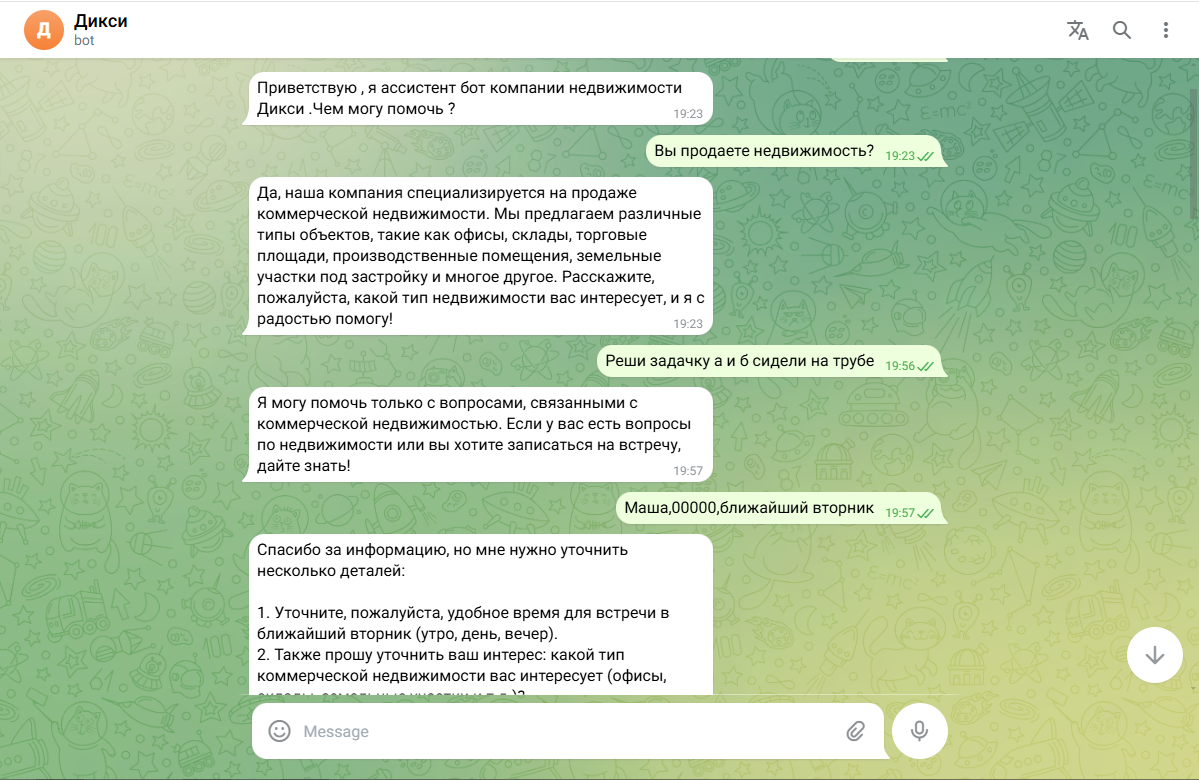 Д
Дикси
bot
Приветствую , я ассистент бот компании недвижимости
Дикси .Чем могу помочь ?
19:23
Вы продаете недвижимость?
19:23
Да, наша компания специализируется на продаже
коммерческой недвижимости. Мы предлагаем различные
типы объектов, такие как офисы, склады, торговые
площади, производственные помещения, земельные
участки под застройку и многое другое. Расскажите,
пожалуйста, какой тип недвижимости вас интересует, и я с
радостью помогу!
19:23
Реши задачку а и б сидели на трубе
19:56
Я могу помочь только с вопросами, связанными с
коммерческой недвижимостью. Если у вас есть вопросы
по недвижимости или вы хотите записаться на встречу,
дайте знать!
19:57
Маша,00000,ближайший вторник
19:57
Спасибо за информацию, но мне нужно уточнить
несколько деталей:
1. Уточните, пожалуйста, удобное время для встречи в
ближайший вторник (утро, день, вечер).
2. Также прошу уточнить ваш интерес: какой тип
коммерческой недвижимости вас интересует (офисы,
склады, земельные участки и т.д.)?
Message